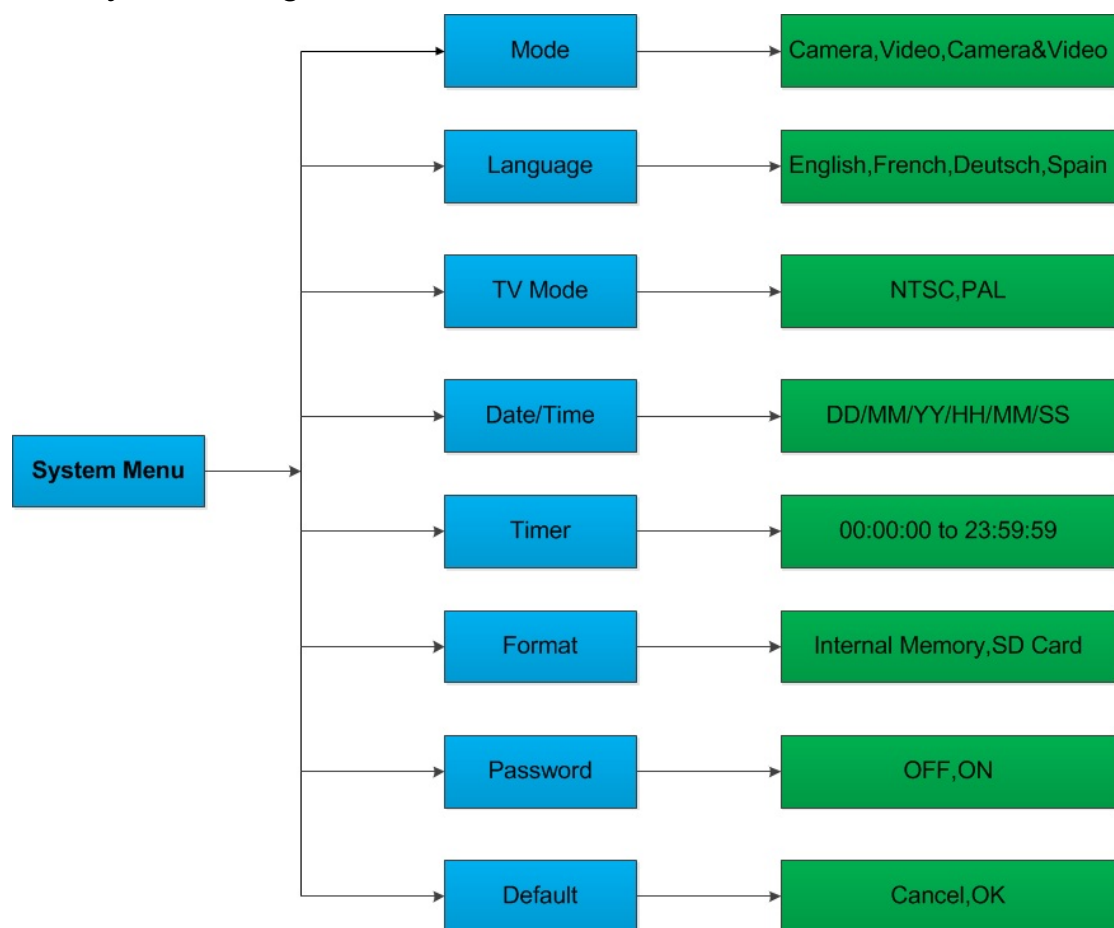 Mode
Camera,Video,Camera&Video
Language
English,French,Deutsch,Spain
TV Mode
NTSC,PAL
Date/Time
DD/MM/YY/HH/MM/SS
System Menu
Timer
00:00:00 to 23:59:59
Format
Internal Memory,SD Card
Password
OFF,ON
Default
Cancel,OK